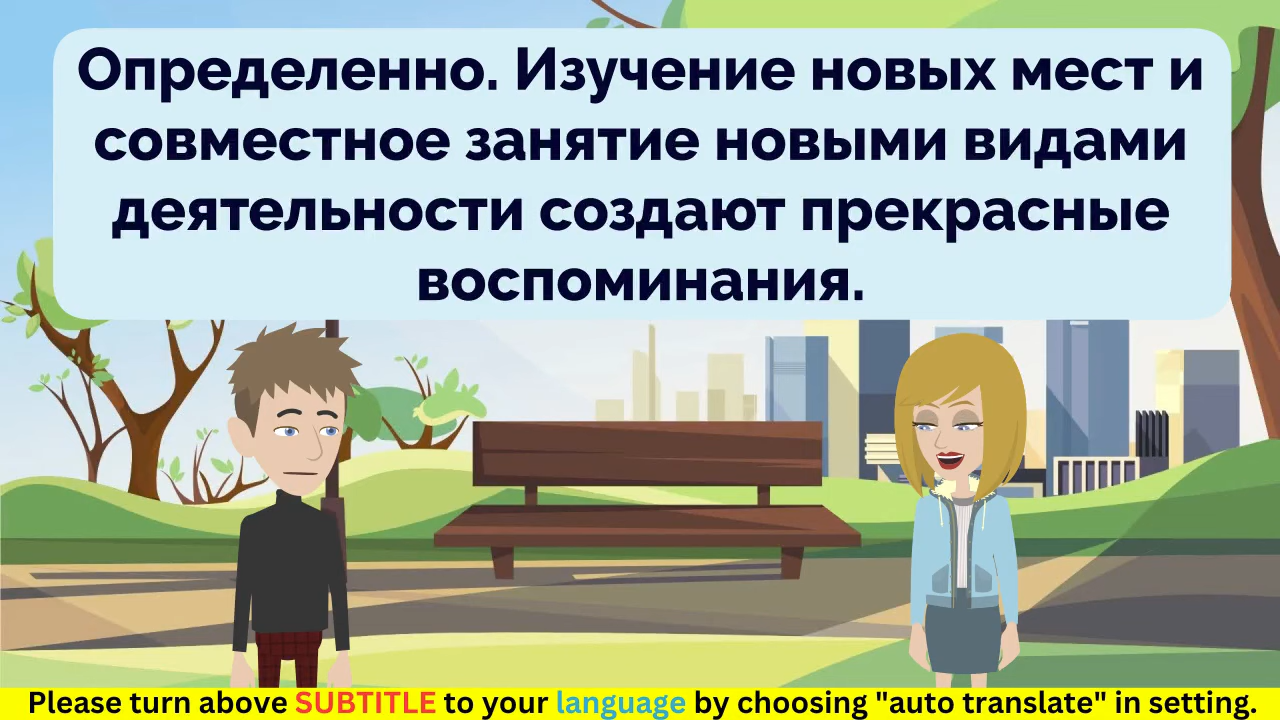 Определенно. Изучение новых мест и
совместное занятие новыми видами
деятельности создают прекрасные
воспоминания.
Please turn above SUBTITLE to your language by choosing "auto translate" in setting.